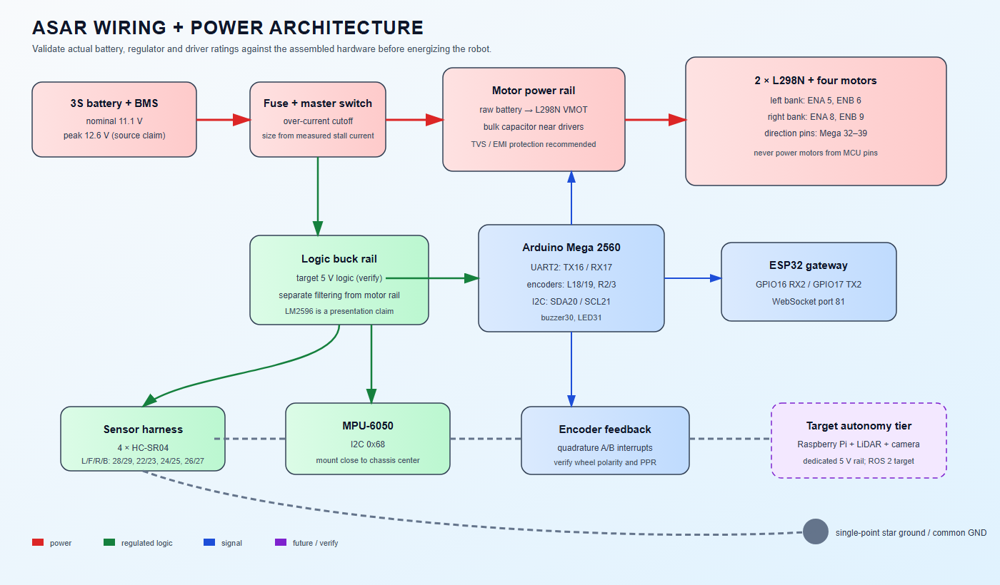 ASAR WIRING + POWER ARCHITECTURE
Validate actual battery, regulator and driver ratings against the assembled hardware before energizing the robot.
3S battery + BMS
nominal 11.1 V
peak 12.6 V (source claim)
Fuse + master switch
over-current cutoff
size from measured stall current
Motor power rail
raw battery → L298N VMOT
bulk capacitor near drivers
TVS / EMI protection recommended
2 × L298N + four motors
left bank: ENA 5, ENB 6
right bank: ENA 8, ENB 9
direction pins: Mega 32–39
never power motors from MCU pins
Logic buck rail
target 5 V logic (verify)
separate filtering from motor rail
LM2596 is a presentation claim
Arduino Mega 2560
UART2: TX16 / RX17
encoders: L18/19, R2/3
I2C: SDA20 / SCL21
buzzer30, LED31
ESP32 gateway
GPIO16 RX2 / GPIO17 TX2
WebSocket port 81
Sensor harness
4 × HC-SR04
L/F/R/B: 28/29, 22/23, 24/25, 26/27
MPU-6050
I2C 0x68
mount close to chassis center
Encoder feedback
quadrature A/B interrupts
verify wheel polarity and PPR
Target autonomy tier
Raspberry Pi + LiDAR + camera
dedicated 5 V rail; ROS 2 target
single-point star ground / common GND
power
regulated logic
signal
future / verify